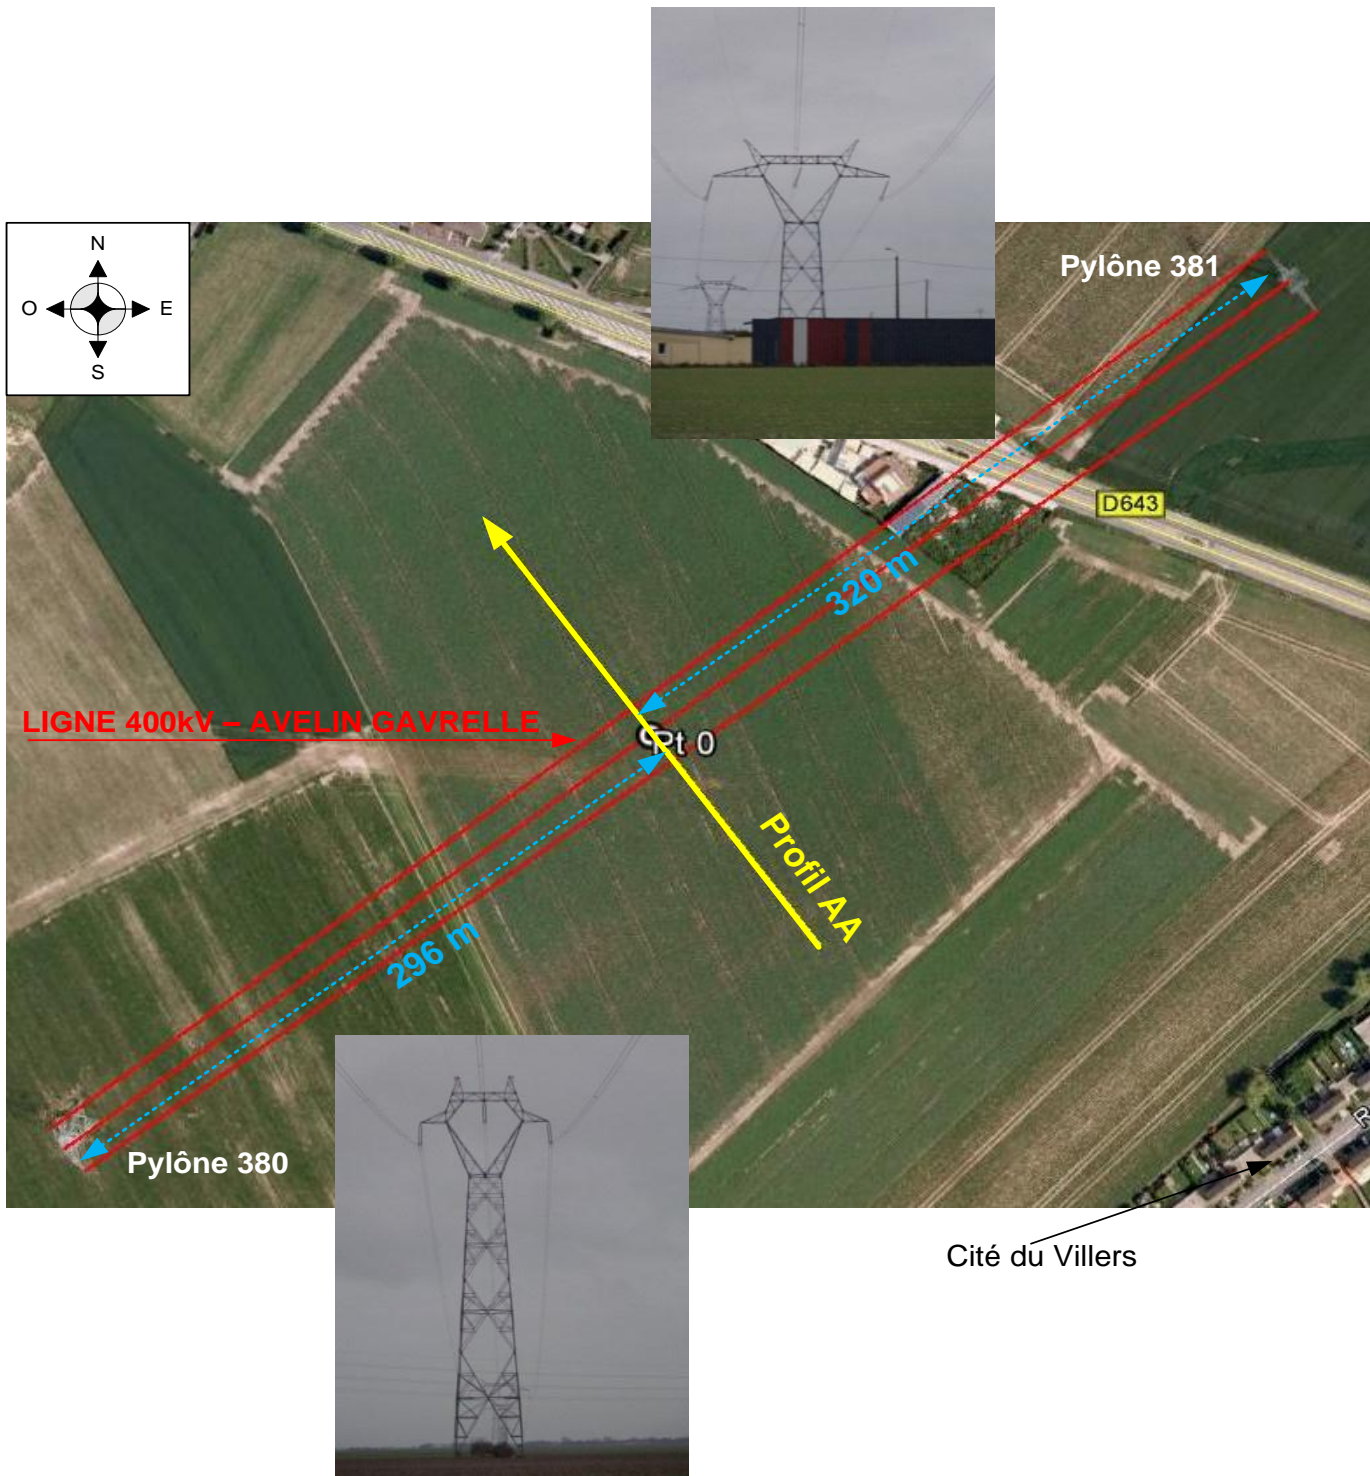 N
O
E
S
Pylône 381
D643
320 m
LIGNE 400kV – AVELIN GAVRELLE
Pt 0
Profil AA
296 m
Pylône 380
R
Cité du Villers